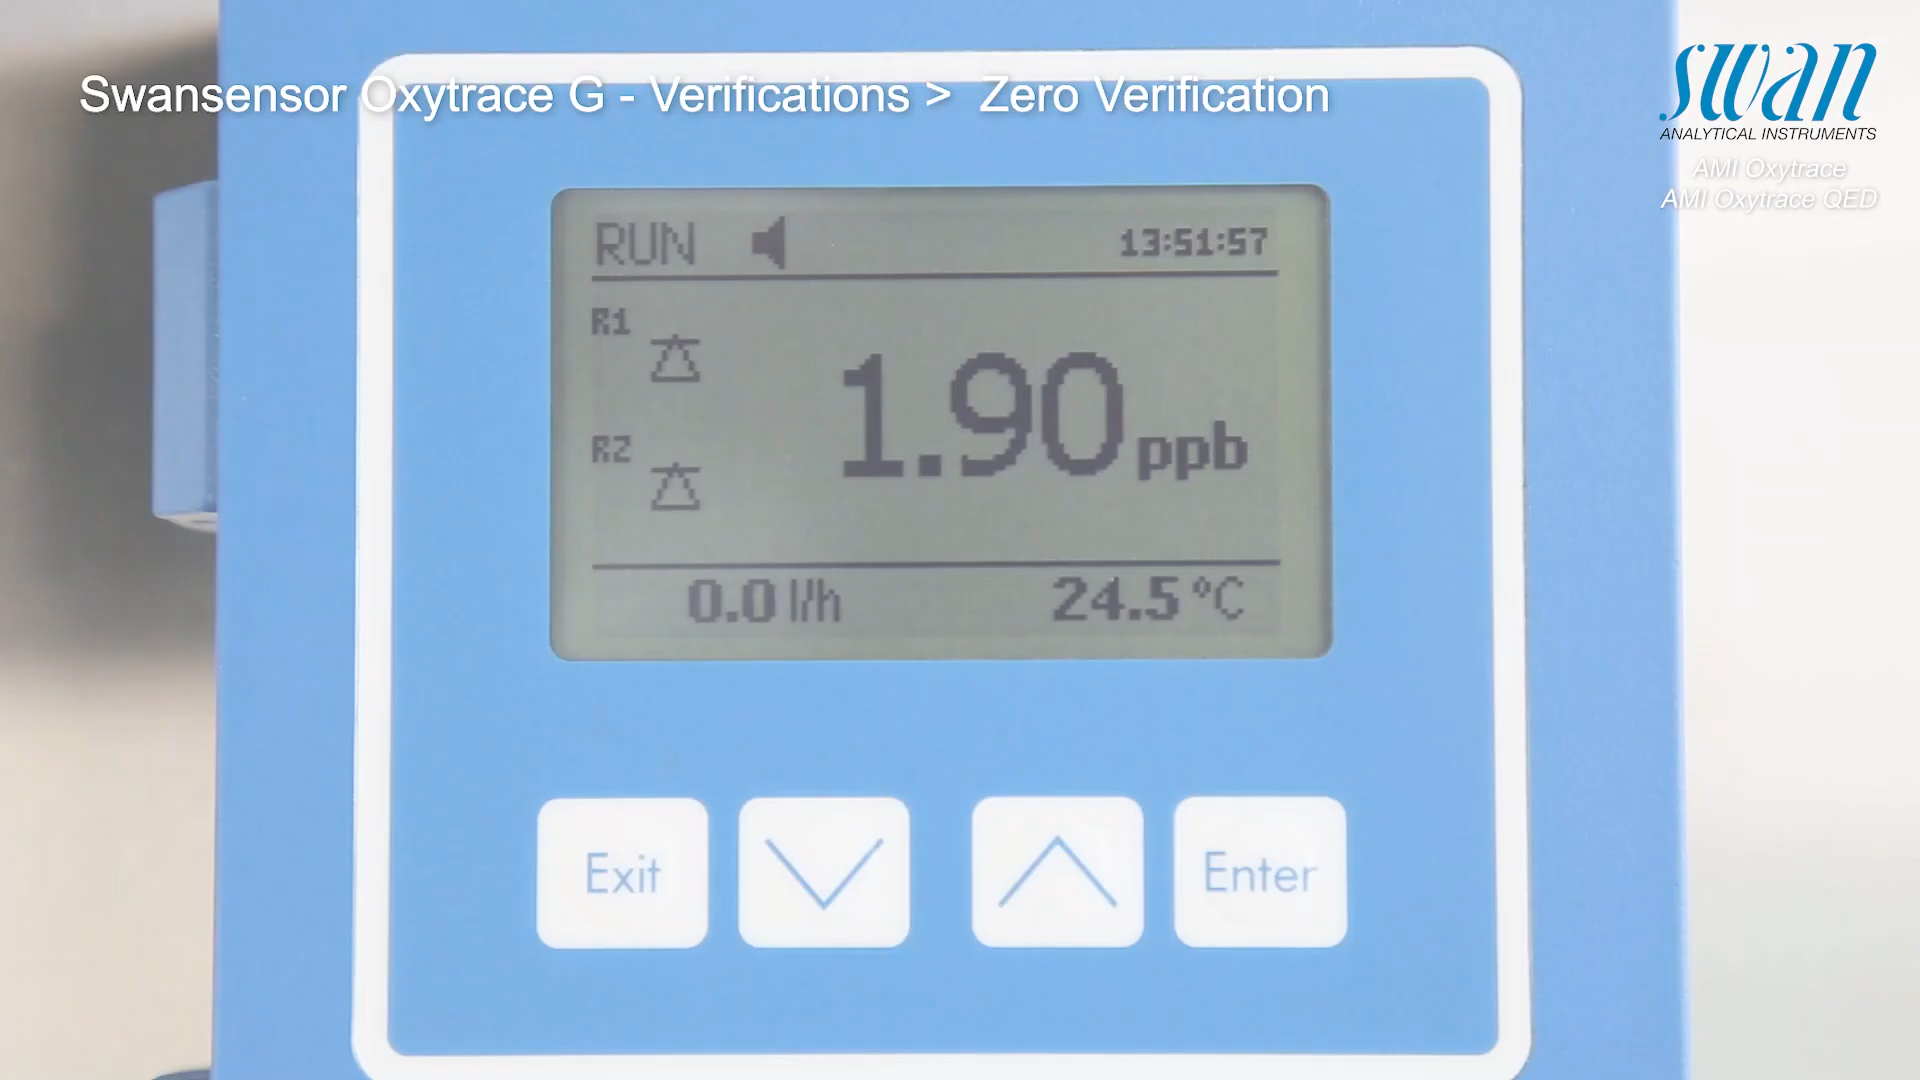 Swansensor Oxytrace G - Verifications > Zero Verification
swan
ANALYTICAL INSTRUMENTS
AMI Oxytrace
AMI Oxytrace QED
RUN 13:51:57
R1
1.90 ppb
R2
0.0 l/h 24.5 °C
Exit Enter